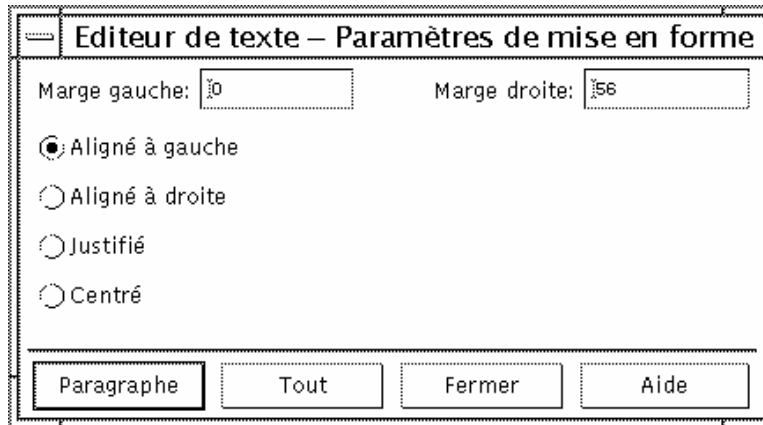 Editeur de texte – Paramètres de mise en forme
Marge gauche: 0 Marge droite: 56
Aligné à gauche
Aligné à droite
Justifié
Centré
Paragraphe Tout Fermer Aide